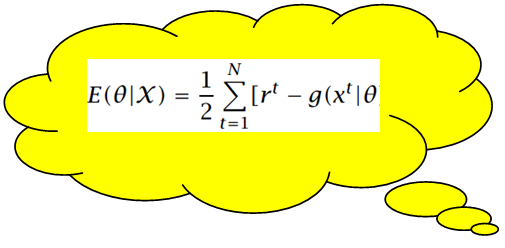 E(θ|X) = 1/2 ∑_{t=1}^{N} [r^t − g(x^t|θ